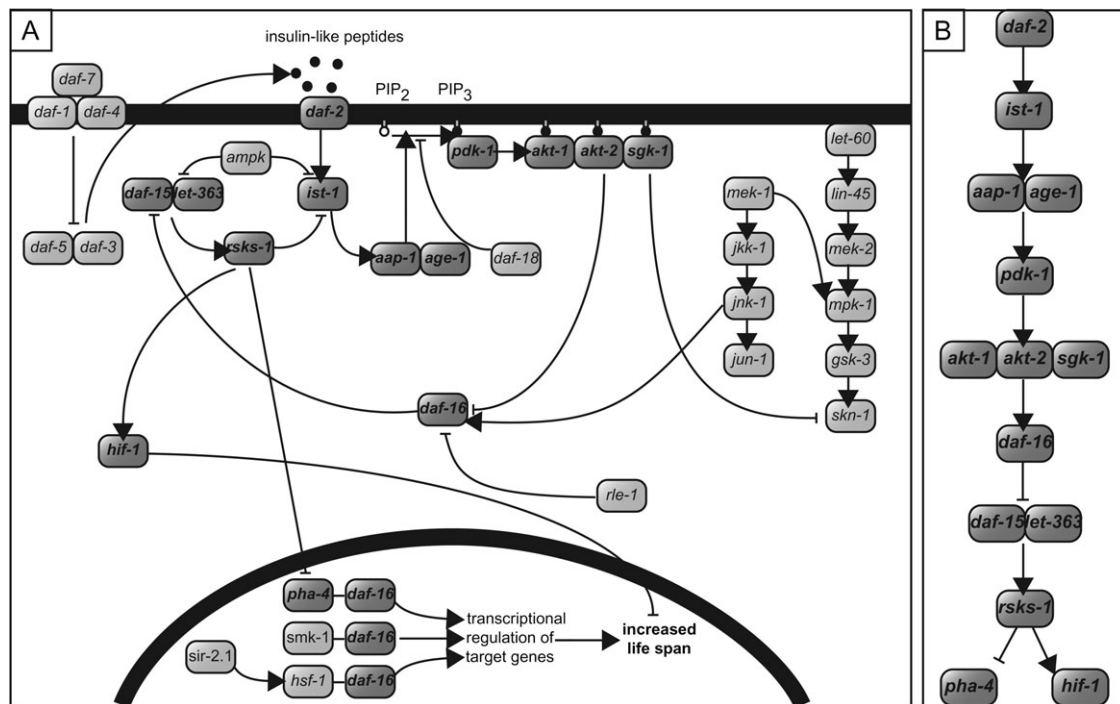 A
insulin-like peptides
daf-7
daf-1
daf-4
PIP2
PIP3
daf-2
let-60
pdk-1
akt-1
akt-2
sgk-1
ampk
daf-15
let-363
ist-1
mek-1
lin-45
daf-5
daf-3
rsks-1
aap-1
age-1
daf-18
jkk-1
mek-2
jnk-1
mpk-1
jun-1
gsk-3
daf-16
skn-1
hif-1
rle-1
pha-4
daf-16
transcriptional
smk-1
daf-16
regulation of
increased
life span
sir-2.1
hsf-1
daf-16
target genes
B
daf-2
ist-1
aap-1
age-1
pdk-1
akt-1
akt-2
sgk-1
daf-16
daf-15
let-363
rsks-1
pha-4
hif-1